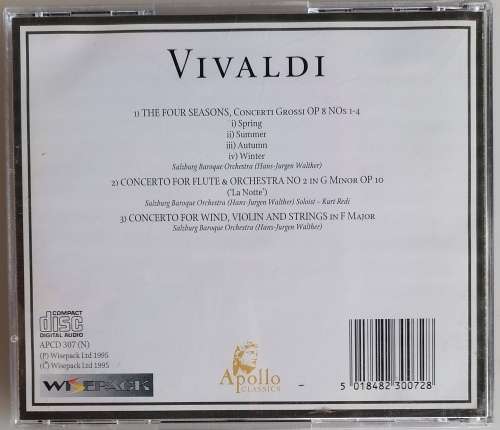 VIVALDI
1) THE FOUR SEASONS, CONCERTI GROSSI OP 8 NOS 1-4
i) Spring
ii) Summer
iii) Autumn
iv) Winter
Salzburg Baroque Orchestra (Hans-Jurgen Walther)
2) CONCERTO FOR FLUTE & ORCHESTRA NO 2 IN G MINOR OP 10
('La Notte')
Salzburg Baroque Orchestra (Hans-Jurgen Walther) Soloist – Kurt Redi
3) CONCERTO FOR WIND, VIOLIN AND STRINGS IN F MAJOR
Salzburg Baroque Orchestra (Hans-Jurgen Walther)
COMPACT
disc
DIGITAL AUDIO
APCD 307 (N)
(P) Wisepack Ltd 1995
(C) Wisepack Ltd 1995
WISEPACK
Apollo
CLASSICS
5 018482 300728